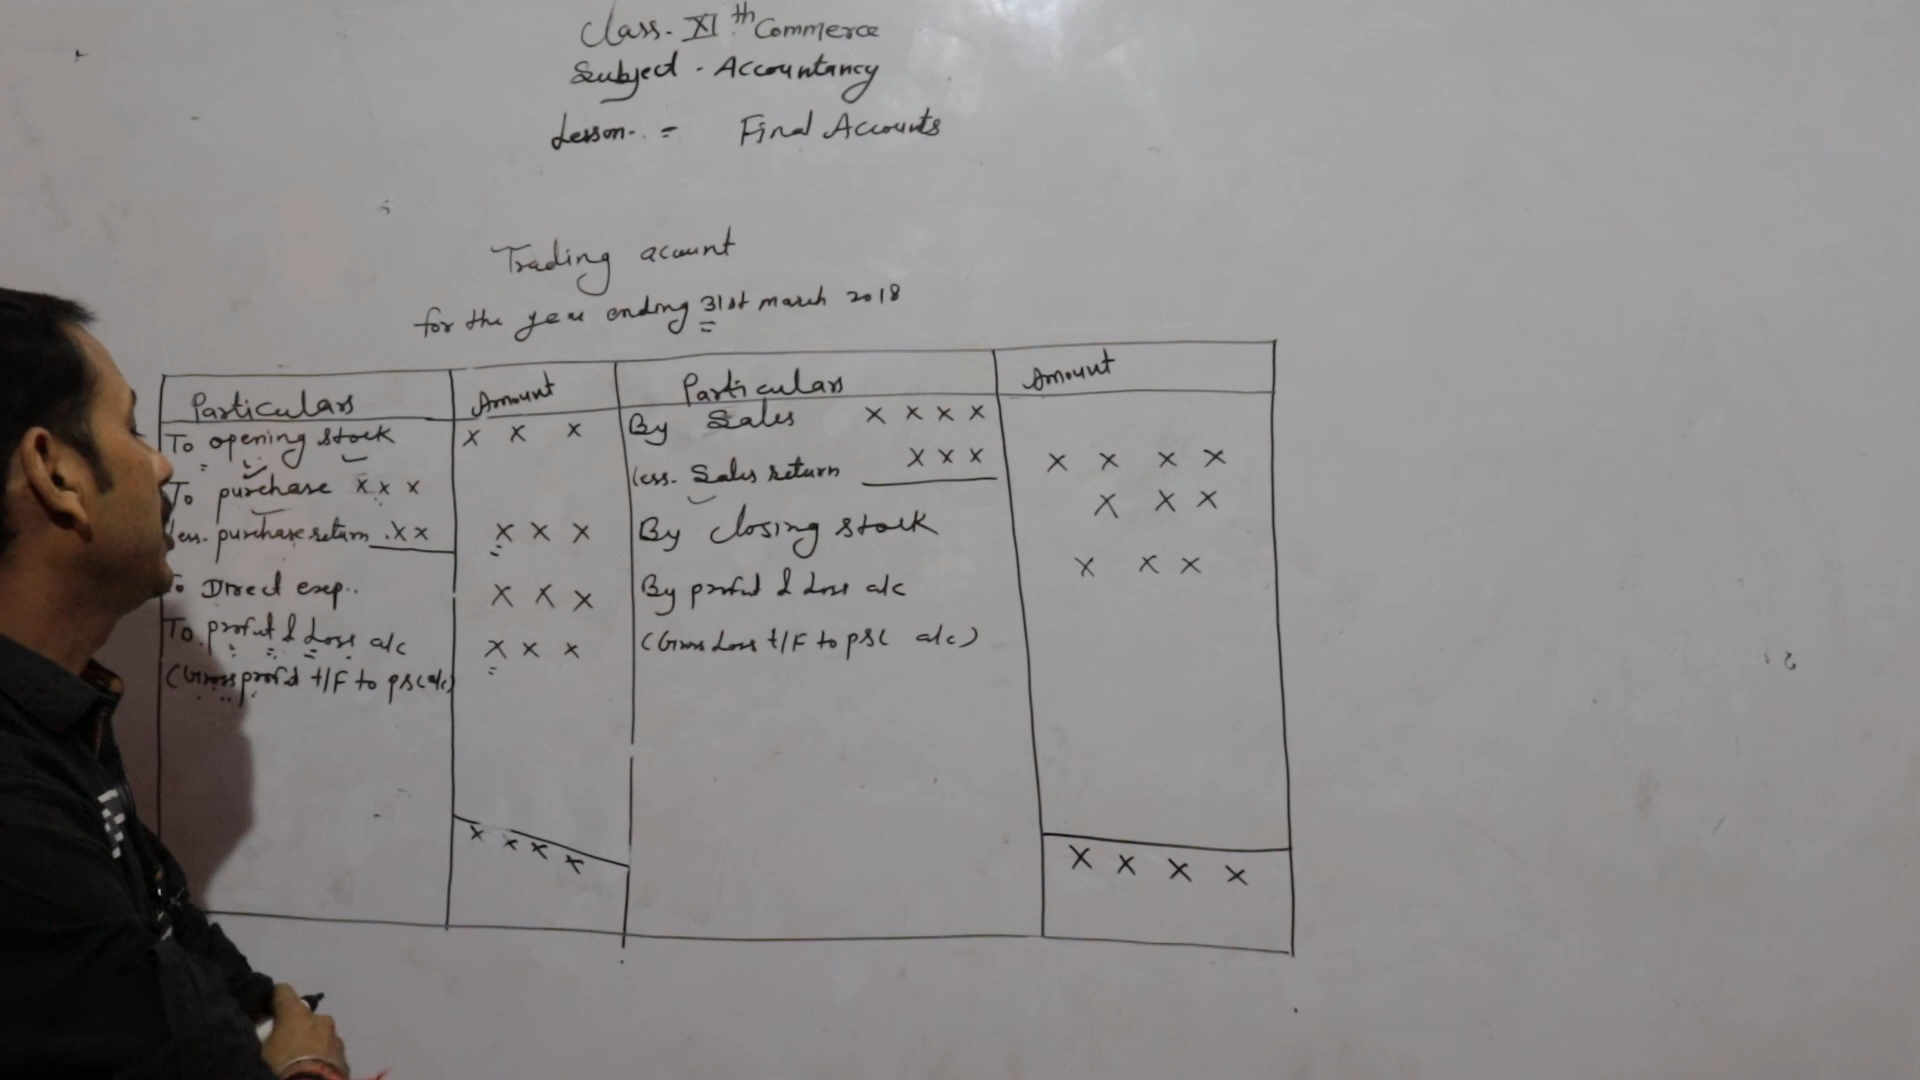 Class. XI th Commerce
Subject - Accountancy
Lesson. = Final Accounts
Trading acount
for the year ending 31st march 2018
Particulars Amount Particulars Amount
To opening stock x x x By Sales x x x x
To purchase x x x less. Sales return x x x x x x x
less. purchase return x x x x x By closing stock x x x
To Direct exp.. x x x By profit & Loss a/c x x x
To profit & Loss a/c x x x (Gross Loss t/F to P&L a/c)
(Gross profit t/F to P&L a/c)
x x x x x x x x